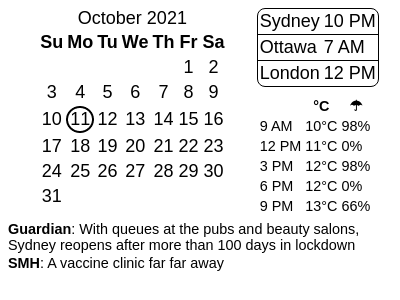 October 2021
Su Mo Tu We Th Fr Sa
1 2
3 4 5 6 7 8 9
10 11 12 13 14 15 16
17 18 19 20 21 22 23
24 25 26 27 28 29 30
31
Sydney 10 PM
Ottawa 7 AM
London 12 PM
°C ☂
9 AM 10°C 98%
12 PM 11°C 0%
3 PM 12°C 98%
6 PM 12°C 0%
9 PM 13°C 66%
Guardian: With queues at the pubs and beauty salons,
Sydney reopens after more than 100 days in lockdown
SMH: A vaccine clinic far far away